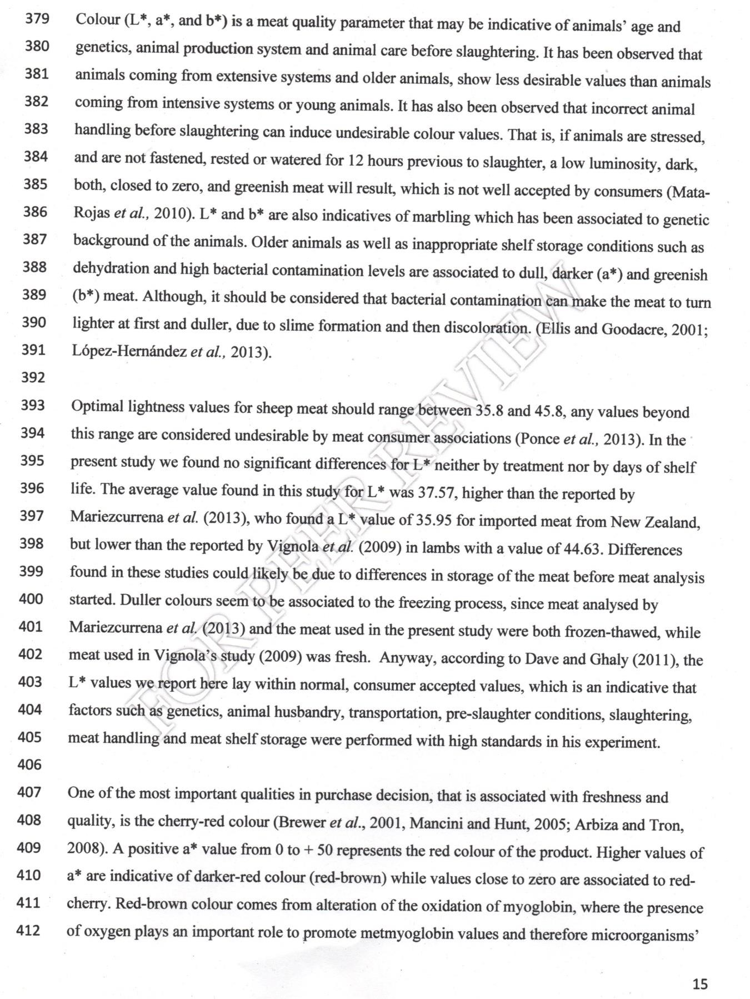 379 Colour (L*, a*, and b*) is a meat quality parameter that may be indicative of animals’ age and
380 genetics, animal production system and animal care before slaughtering. It has been observed that
381 animals coming from extensive systems and older animals, show less desirable values than animals
382 coming from intensive systems or young animals. It has also been observed that incorrect animal
383 handling before slaughtering can induce undesirable colour values. That is, if animals are stressed,
384 and are not fastened, rested or watered for 12 hours previous to slaughter, a low luminosity, dark,
385 both, closed to zero, and greenish meat will result, which is not well accepted by consumers (Mata-
386 Rojas et al., 2010). L* and b* are also indicatives of marbling which has been associated to genetic
387 background of the animals. Older animals as well as inappropriate shelf storage conditions such as
388 dehydration and high bacterial contamination levels are associated to dull, darker (a*) and greenish
389 (b*) meat. Although, it should be considered that bacterial contamination can make the meat to turn
390 lighter at first and duller, due to slime formation and then discoloration. (Ellis and Goodacre, 2001;
391 López-Hernández et al., 2013).
392
393 Optimal lightness values for sheep meat should range between 35.8 and 45.8, any values beyond
394 this range are considered undesirable by meat consumer associations (Ponce et al., 2013). In the
395 present study we found no significant differences for L* neither by treatment nor by days of shelf
396 life. The average value found in this study for L* was 37.57, higher than the reported by
397 Mariezcurrena et al. (2013), who found a L* value of 35.95 for imported meat from New Zealand,
398 but lower than the reported by Vignola et al. (2009) in lambs with a value of 44.63. Differences
399 found in these studies could likely be due to differences in storage of the meat before meat analysis
400 started. Duller colours seem to be associated to the freezing process, since meat analysed by
401 Mariezcurrena et al. (2013) and the meat used in the present study were both frozen-thawed, while
402 meat used in Vignola’s study (2009) was fresh.  Anyway, according to Dave and Ghaly (2011), the
403 L* values we report here lay within normal, consumer accepted values, which is an indicative that
404 factors such as genetics, animal husbandry, transportation, pre-slaughter conditions, slaughtering,
405 meat handling and meat shelf storage were performed with high standards in his experiment.
406
407 One of the most important qualities in purchase decision, that is associated with freshness and
408 quality, is the cherry-red colour (Brewer et al., 2001, Mancini and Hunt, 2005; Arbiza and Tron,
409 2008). A positive a* value from 0 to + 50 represents the red colour of the product. Higher values of
410 a* are indicative of darker-red colour (red-brown) while values close to zero are associated to red-
411 cherry. Red-brown colour comes from alteration of the oxidation of myoglobin, where the presence
412 of oxygen plays an important role to promote metmyoglobin values and therefore microorganisms’
15
FOR PEER REVIEW